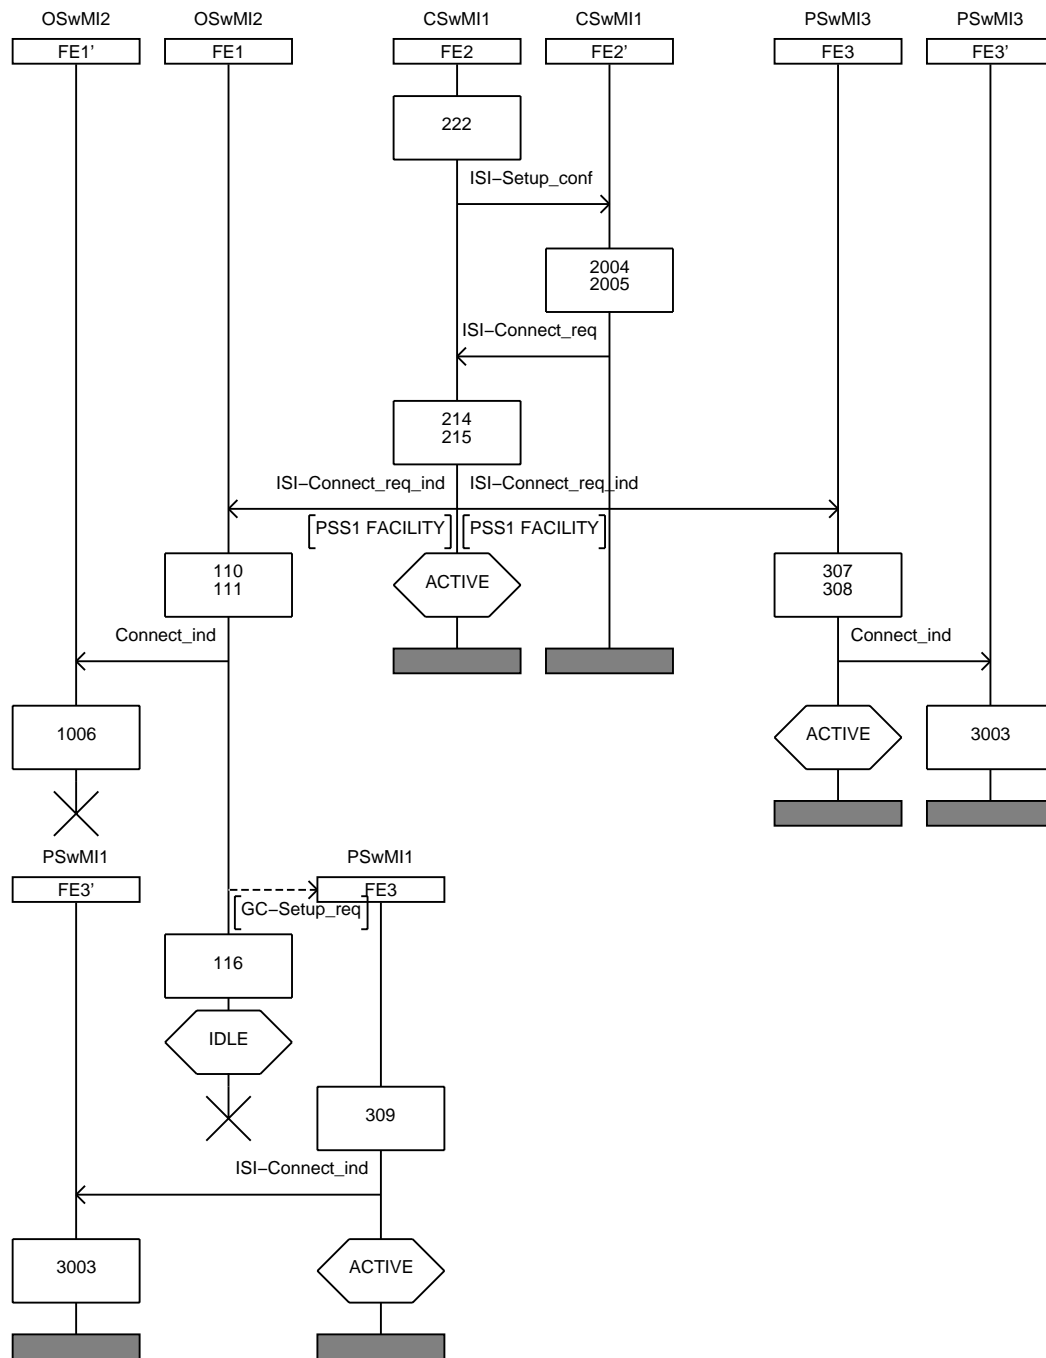 OSwMI2 OSwMI2 CSwMI1 CSwMI1 PSwMI3 PSwMI3
FE1’ FE1 FE2 FE2’ FE3 FE3’
222
ISI−Setup_conf
2004
2005
ISI−Connect_req
214
215
ISI−Connect_req_ind ISI−Connect_req_ind
PSS1 FACILITY PSS1 FACILITY
110 ACTIVE 307
111 308
Connect_ind Connect_ind
1006 ACTIVE 3003
PSwMI1 PSwMI1
FE3’ FE3
GC−Setup_req
116
IDLE
309
ISI−Connect_ind
3003 ACTIVE